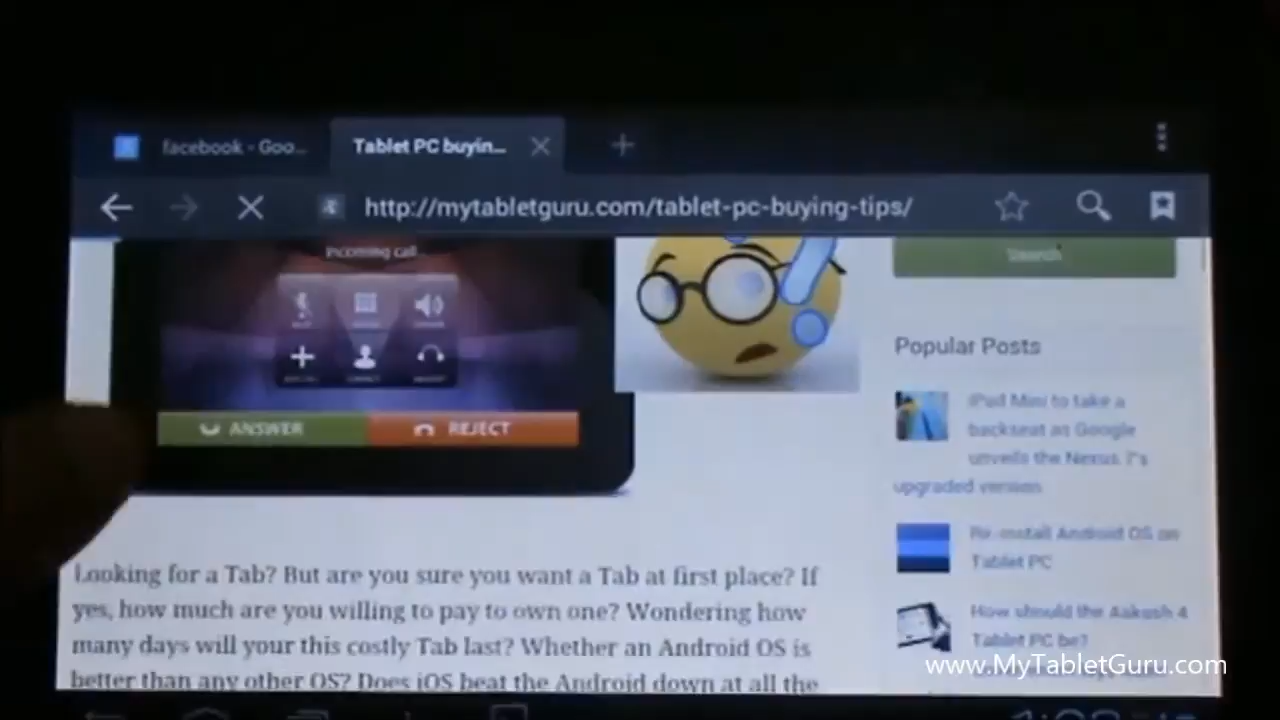 facebook - Goo...
Tablet PC buyin...
http://mytabletguru.com/tablet-pc-buying-tips/
Incoming call
ANSWER
REJECT
Search
Popular Posts
iPad Mini to take a
backseat as Google
unveils the Nexus 7's
upgraded version
Re-install Android OS on
Tablet PC
How should the Aakash 4
Tablet PC be?
Looking for a Tab? But are you sure you want a Tab at first place? If
yes, how much are you willing to pay to own one? Wondering how
many days will your this costly Tab last? Whether an Android OS is
better than any other OS? Does iOS beat the Android down at all the
www.MyTabletGuru.com